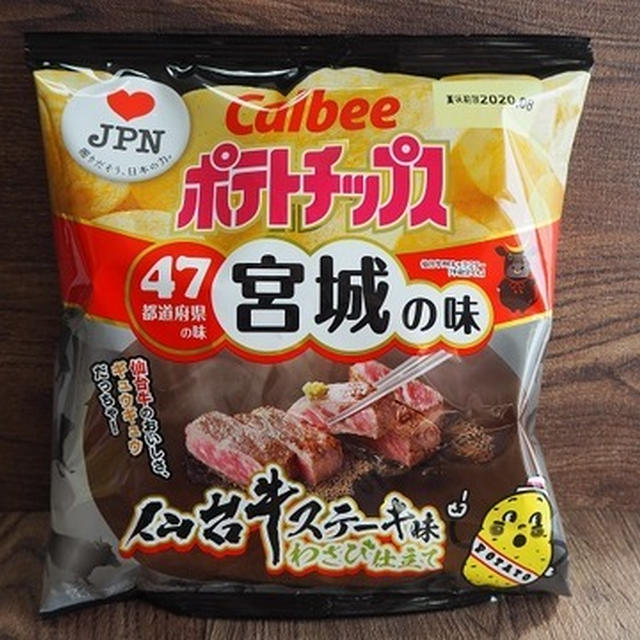 JPN
Calbee
賞味期限2020.08
ポテトチップス
47
都道府県
の味
宮城の味
仙台牛のおいしさ、
ギュウギュウ
だっちゃ!
仙台牛ステーキ味
わさび仕立て
POTATO